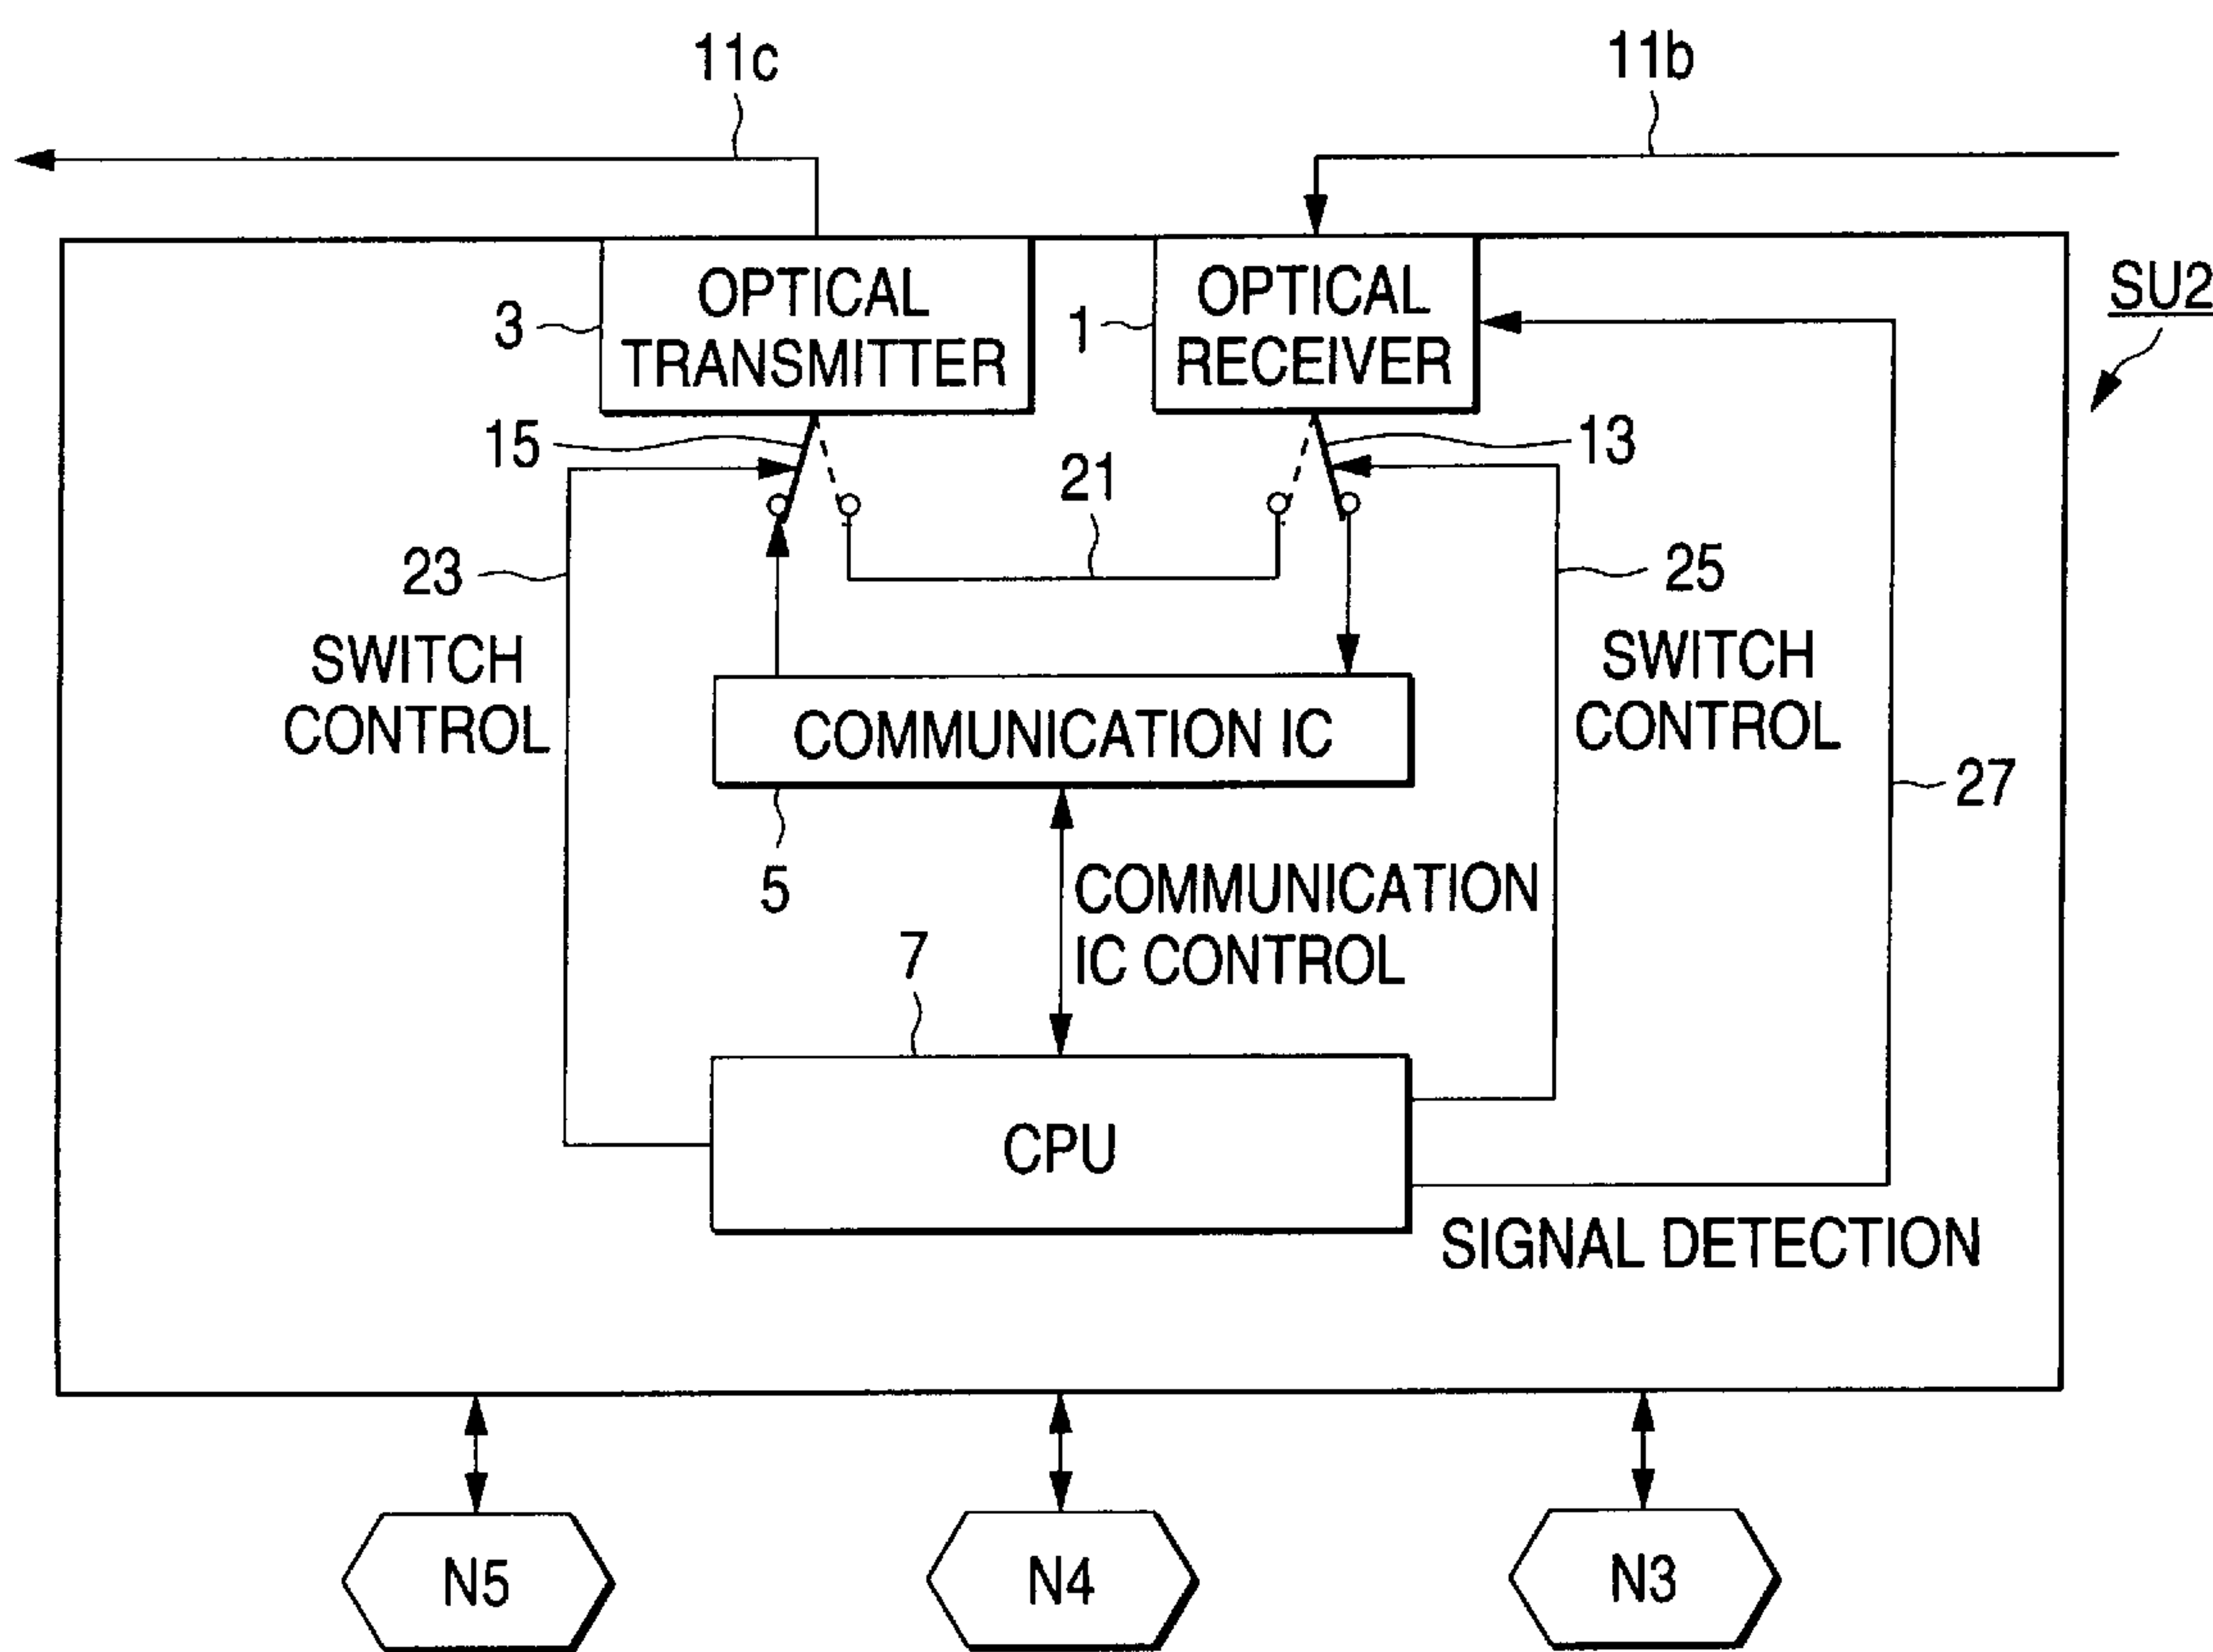 11c
11b
SU2
OPTICAL
TRANSMITTER
3
OPTICAL
RECEIVER
1
15
13
21
23
25
SWITCH
CONTROL
SWITCH
CONTROL
COMMUNICATION IC
27
5
COMMUNICATION
IC CONTROL
7
CPU
SIGNAL DETECTION
N5
N4
N3